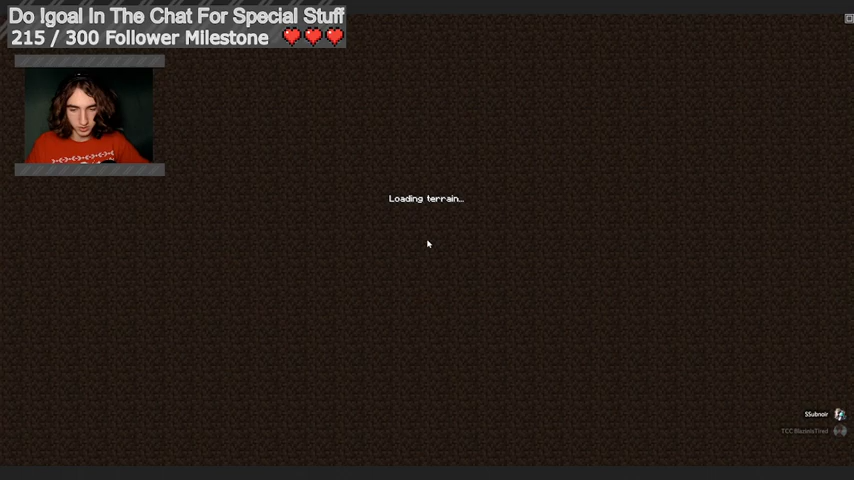 Do !goal In The Chat For Special Stuff
215 / 300 Follower Milestone
Loading terrain...
SSubnoir